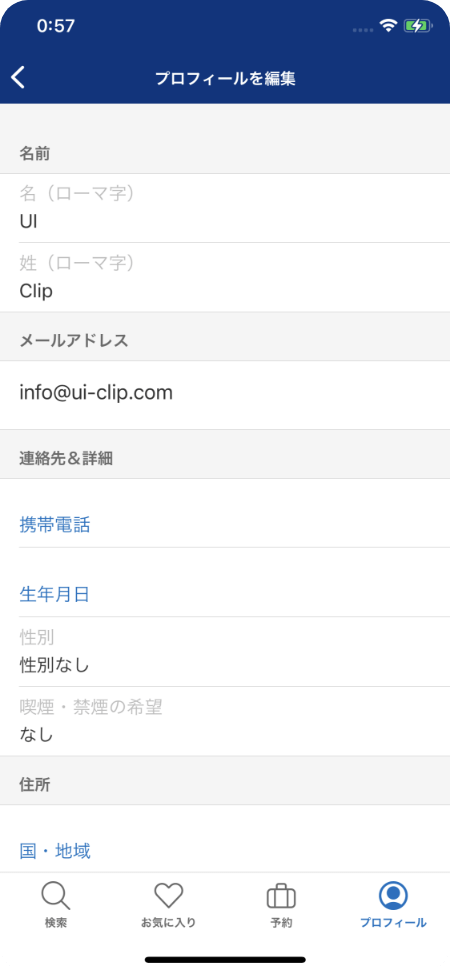 0:57
プロフィールを編集
名前
名（ローマ字）
UI
姓（ローマ字）
Clip
メールアドレス
info@ui-clip.com
連絡先＆詳細
携帯電話
生年月日
性別
性別なし
喫煙・禁煙の希望
なし
住所
国・地域
検索
お気に入り
予約
プロフィール